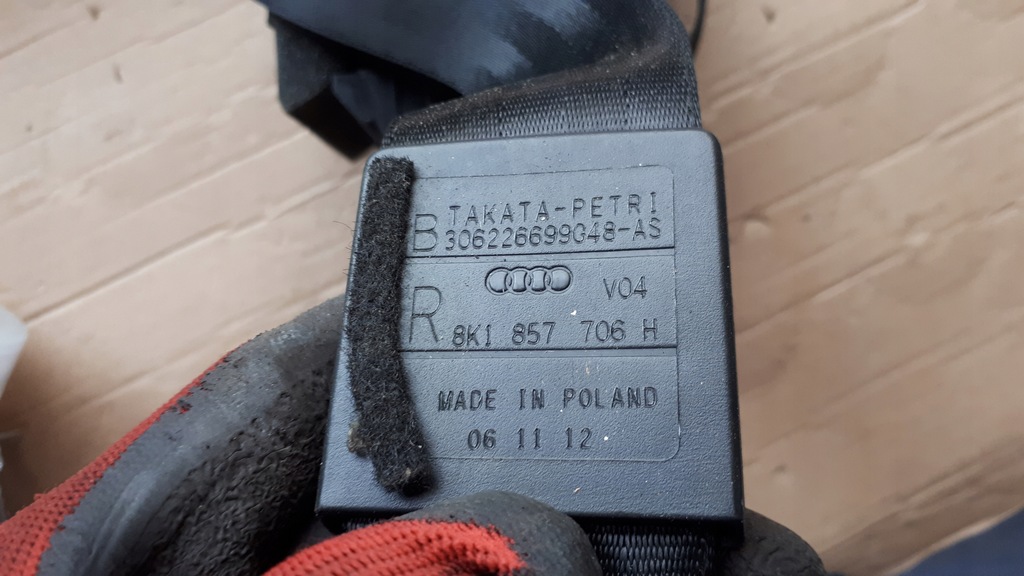 B TAKATA-PETRI
306226699G48-AS
V04
R 8K1 857 706 H
MADE IN POLAND
06 11 12